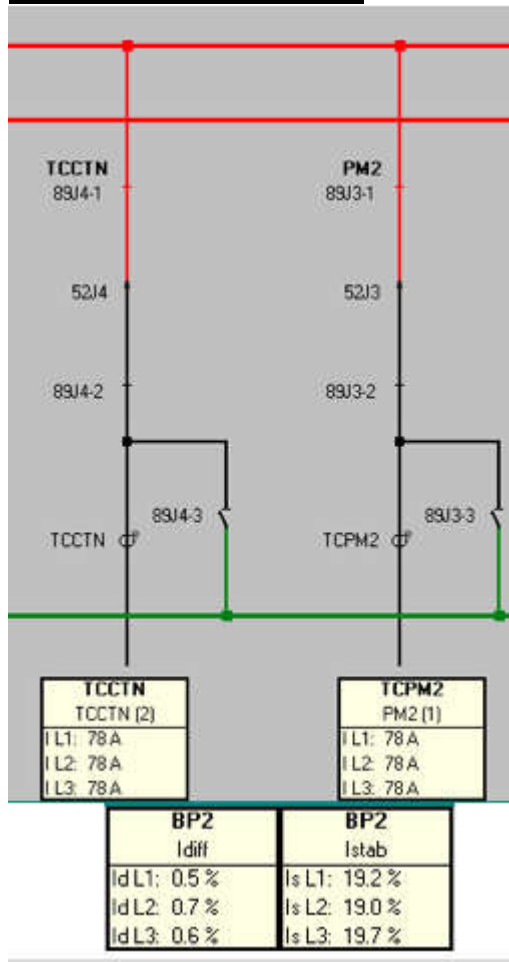 TCCTN
89J4-1
PM2
89J3-1
52J4
52J3
89J4-2
89J3-2
89J4-3
89J3-3
TCCTN
TCPM2
TCCTN
TCCTN (2)
I L1: 78 A
I L2: 78 A
I L3: 78 A
TCPM2
PM2 (1)
I L1: 78 A
I L2: 78 A
I L3: 78 A
BP2
Idiff
Id L1: 0.5 %
Id L2: 0.7 %
Id L3: 0.6 %
BP2
Istab
Is L1: 19.2 %
Is L2: 19.0 %
Is L3: 19.7 %